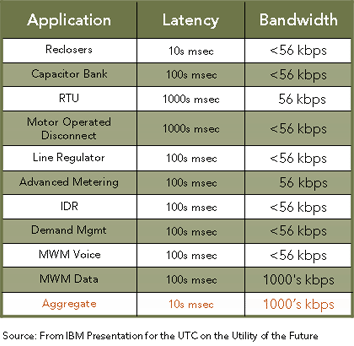 Application Latency Bandwidth
Reclosers 10s msec <56 kbps
Capacitor Bank 100s msec <56 kbps
RTU 1000s msec 56 kbps
Motor Operated
Disconnect 1000s msec <56 kbps
Line Regulator 100s msec <56 kbps
Advanced Metering 100s msec 56 kbps
IDR 100s msec <56 kbps
Demand Mgmt 100s msec <56 kbps
MWM Voice 100s msec <56 kbps
MWM Data 100s msec 1000's kbps
Aggregate 10s msec 1000's kbps
Source: From IBM Presentation for the UTC on the Utility of the Future